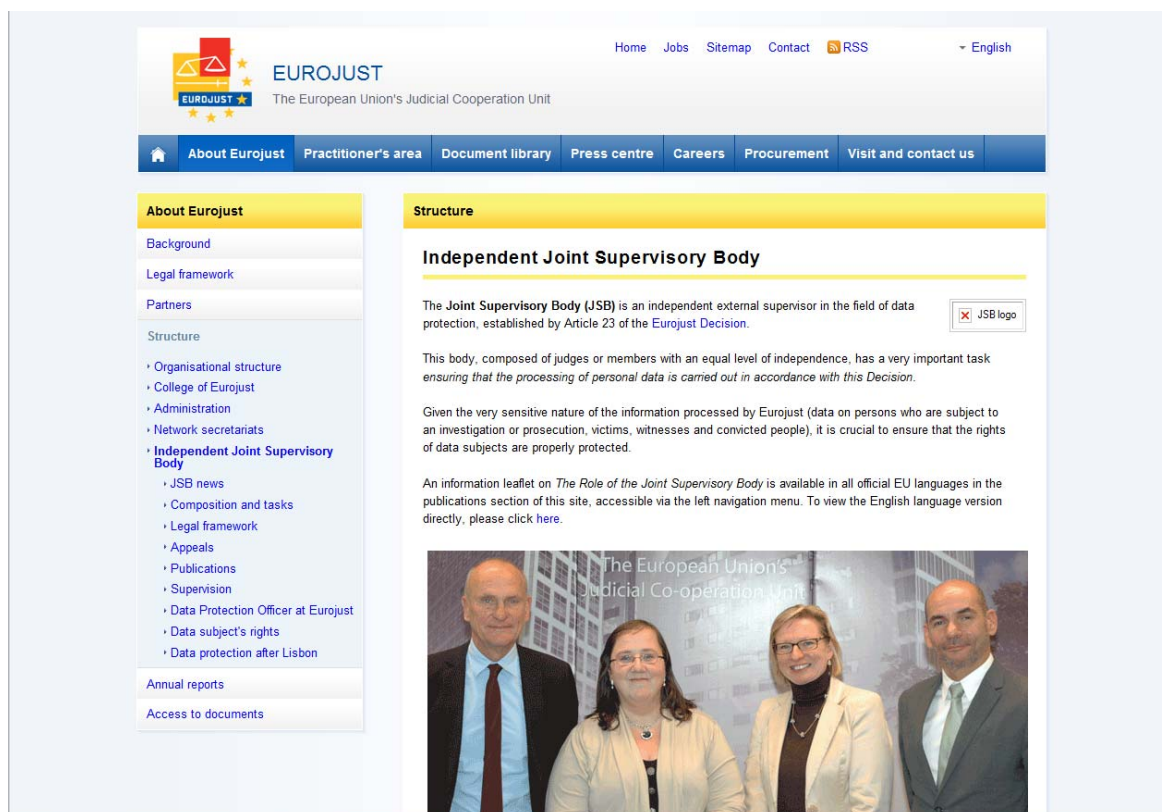 Home Jobs Sitemap Contact RSS English
EUROJUST
EUROJUST
The European Union's Judicial Cooperation Unit
About Eurojust Practitioner's area Document library Press centre Careers Procurement Visit and contact us
About Eurojust
Background
Legal framework
Partners
Structure
Organisational structure
College of Eurojust
Administration
Network secretariats
Independent Joint Supervisory
Body
JSB news
Composition and tasks
Legal framework
Appeals
Publications
Supervision
Data Protection Officer at Eurojust
Data subject's rights
Data protection after Lisbon
Annual reports
Access to documents
Structure
Independent Joint Supervisory Body
The Joint Supervisory Body (JSB) is an independent external supervisor in the field of data
protection, established by Article 23 of the Eurojust Decision.
JSB logo
This body, composed of judges or members with an equal level of independence, has a very important task
ensuring that the processing of personal data is carried out in accordance with this Decision.
Given the very sensitive nature of the information processed by Eurojust (data on persons who are subject to
an investigation or prosecution, victims, witnesses and convicted people), it is crucial to ensure that the rights
of data subjects are properly protected.
An information leaflet on The Role of the Joint Supervisory Body is available in all official EU languages in the
publications section of this site, accessible via the left navigation menu. To view the English language version
directly, please click here.
The European Union's
Judicial Co-operation Unit